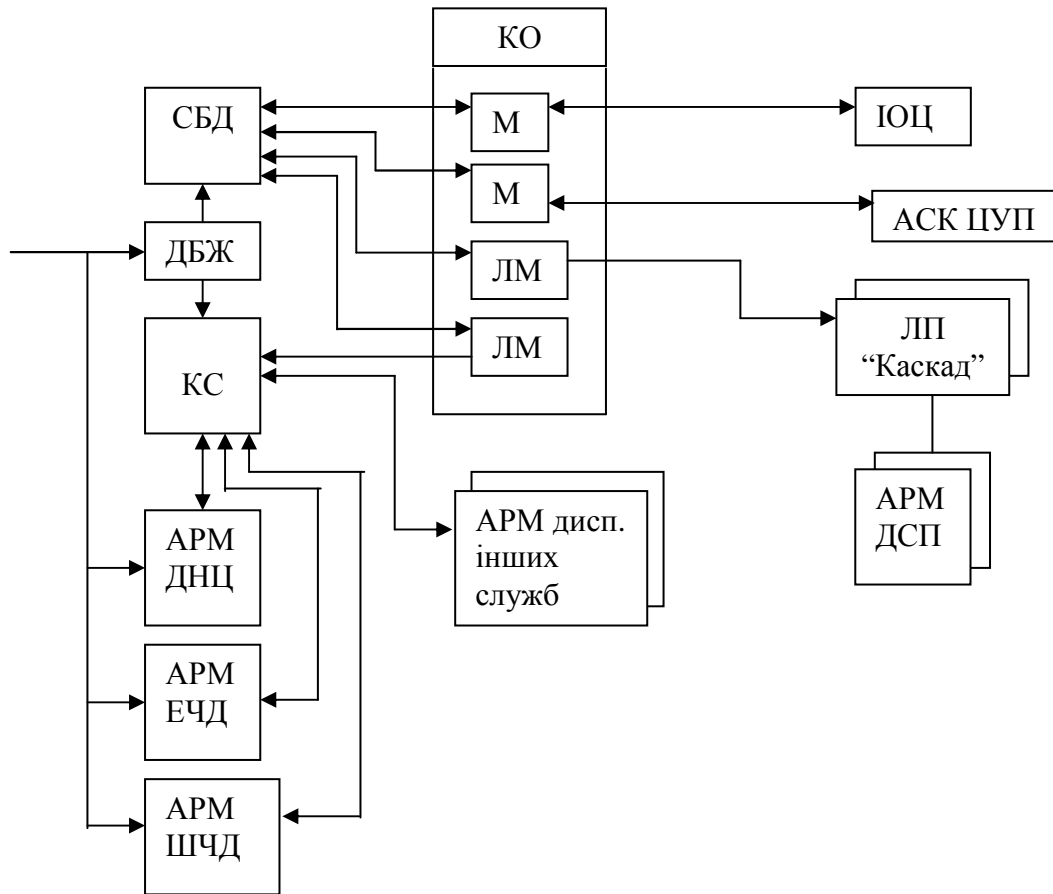 КО
СБД
М
ІОЦ
М
АСК ЦУП
ДБЖ
ЛМ
ЛП
“Каскад”
ЛМ
КС
АРМ
ДНЦ
АРМ дисп.
інших
служб
АРМ
ДСП
АРМ
ЕЧД
АРМ
ШЧД